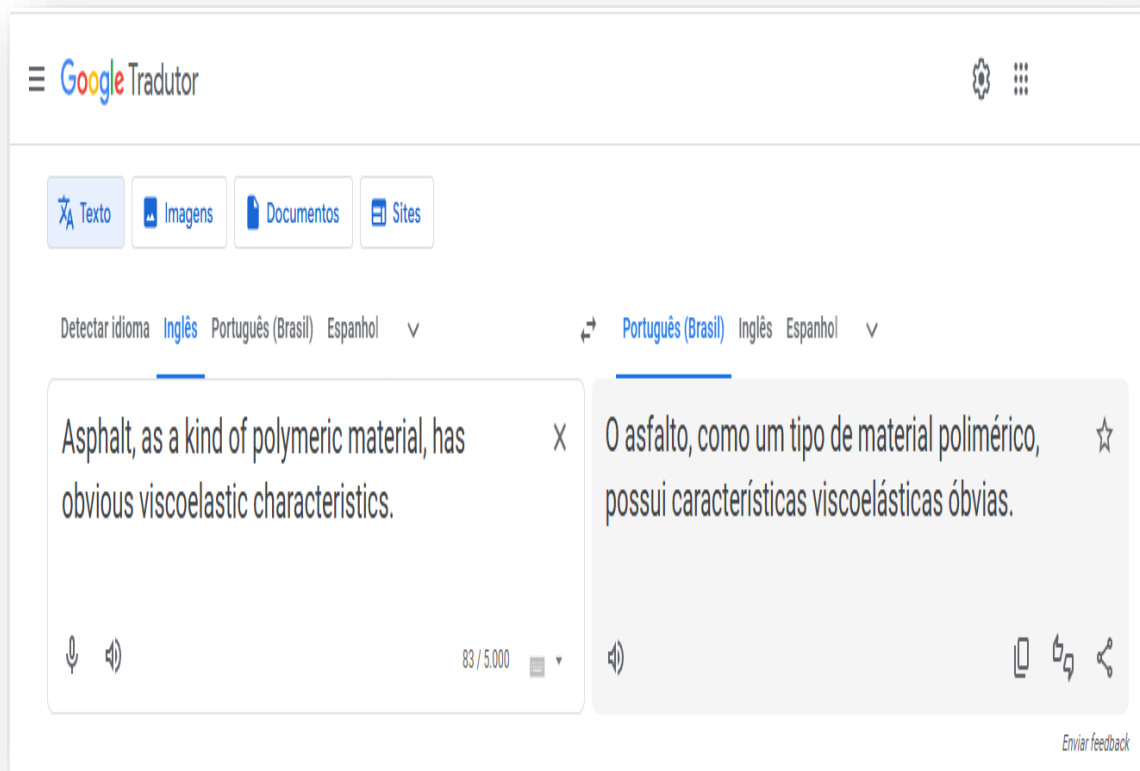 Google Tradutor
Texto Imagens Documentos Sites
Detectar idioma Inglês Português (Brasil) Espanhol
Português (Brasil) Inglês Espanhol
Asphalt, as a kind of polymeric material, has
obvious viscoelastic characteristics.
83 / 5.000
O asfalto, como um tipo de material polimérico,
possui características viscoelásticas óbvias.
Enviar feedback